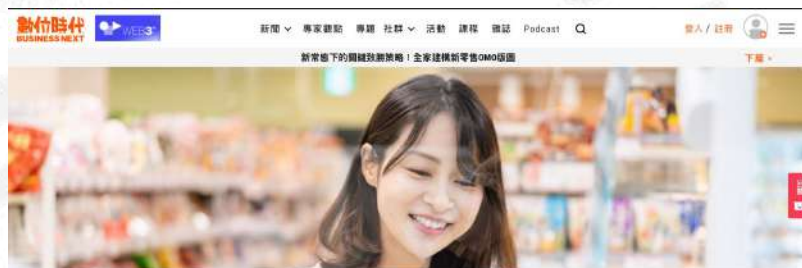 數位時代
BUSINESS NEXT
WEB3+
新聞 專家觀點 專題 社群 活動 課程 雜誌 Podcast
登入 / 註冊
新常態下的關鍵致勝策略！全家建構新零售OMO版圖
下屬